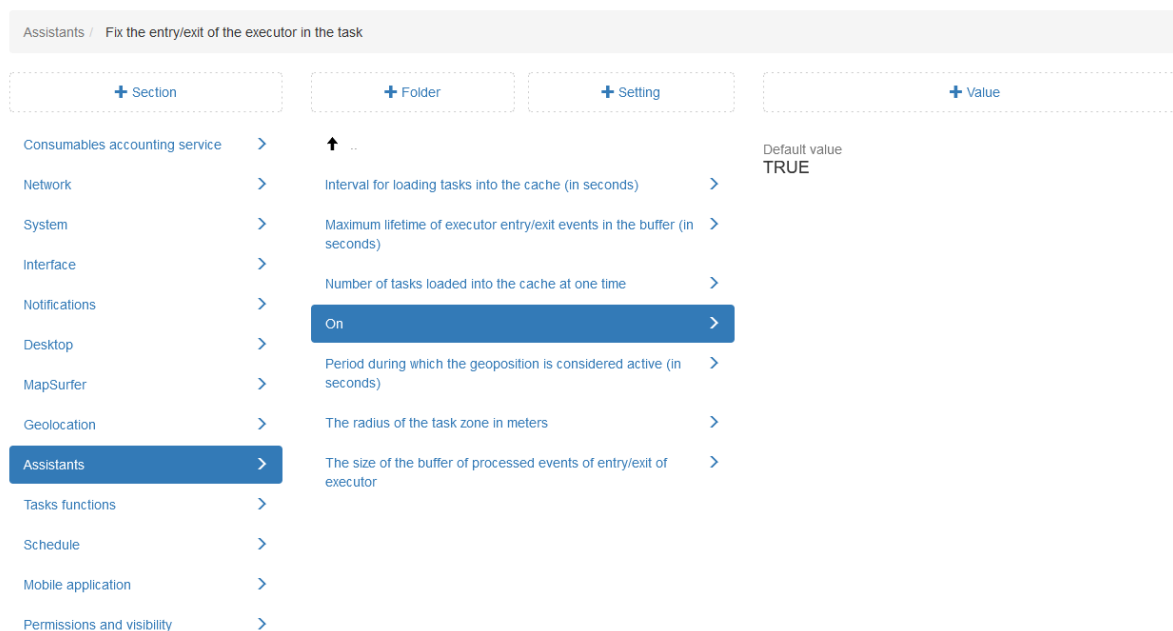 Assistants / Fix the entry/exit of the executor in the task
+ Section
+ Folder
+ Setting
+ Value
Consumables accounting service
Network
System
Interface
Notifications
Desktop
MapSurfer
Geolocation
Assistants
Tasks functions
Schedule
Mobile application
Permissions and visibility
..
Interval for loading tasks into the cache (in seconds)
Maximum lifetime of executor entry/exit events in the buffer (in
seconds)
Number of tasks loaded into the cache at one time
On
Period during which the geoposition is considered active (in
seconds)
The radius of the task zone in meters
The size of the buffer of processed events of entry/exit of
executor
Default value
TRUE